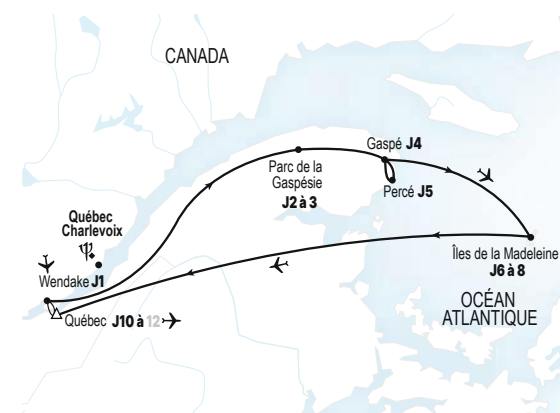 CANADA
Gaspé J4
Parc de la
Gaspésie
J2 à 3
Percé J5
Québec
Charlevoix
Îles de la Madeleine
J6 à 8
Wendake J1
OCÉAN
ATLANTIQUE
Québec J10 à 12